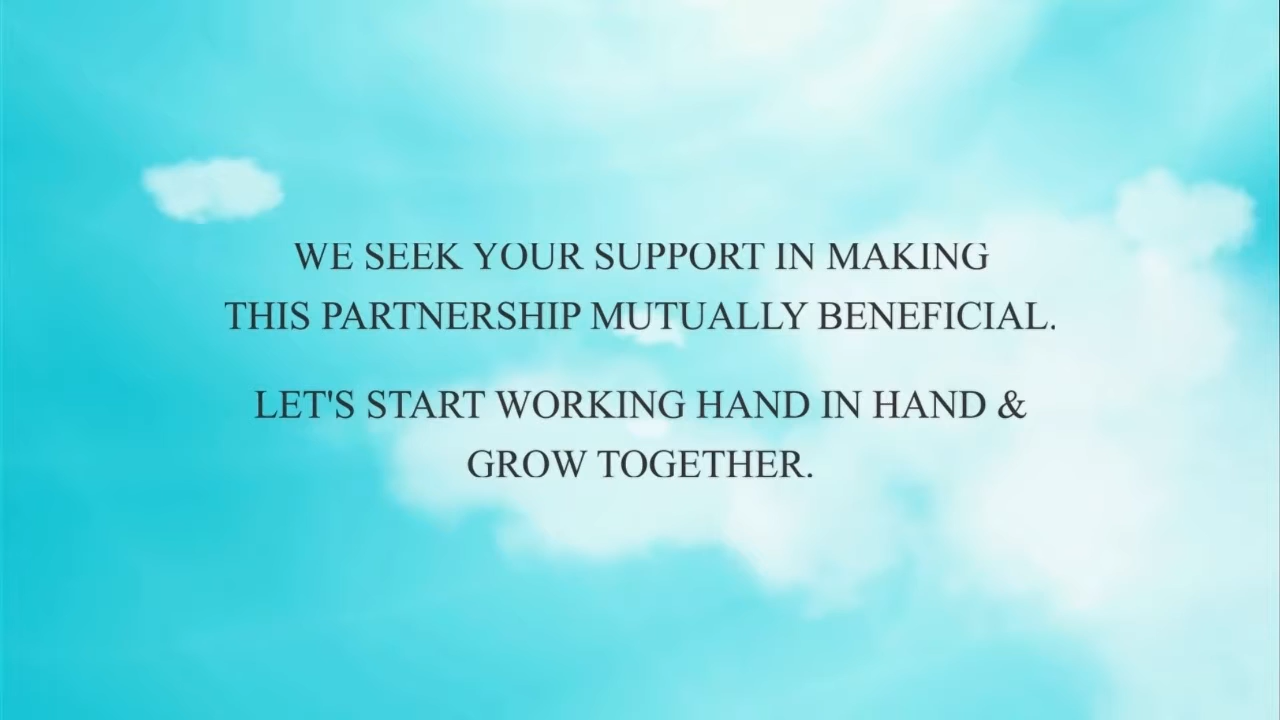 WE SEEK YOUR SUPPORT IN MAKING
THIS PARTNERSHIP MUTUALLY BENEFICIAL.
LET'S START WORKING HAND IN HAND &
GROW TOGETHER.